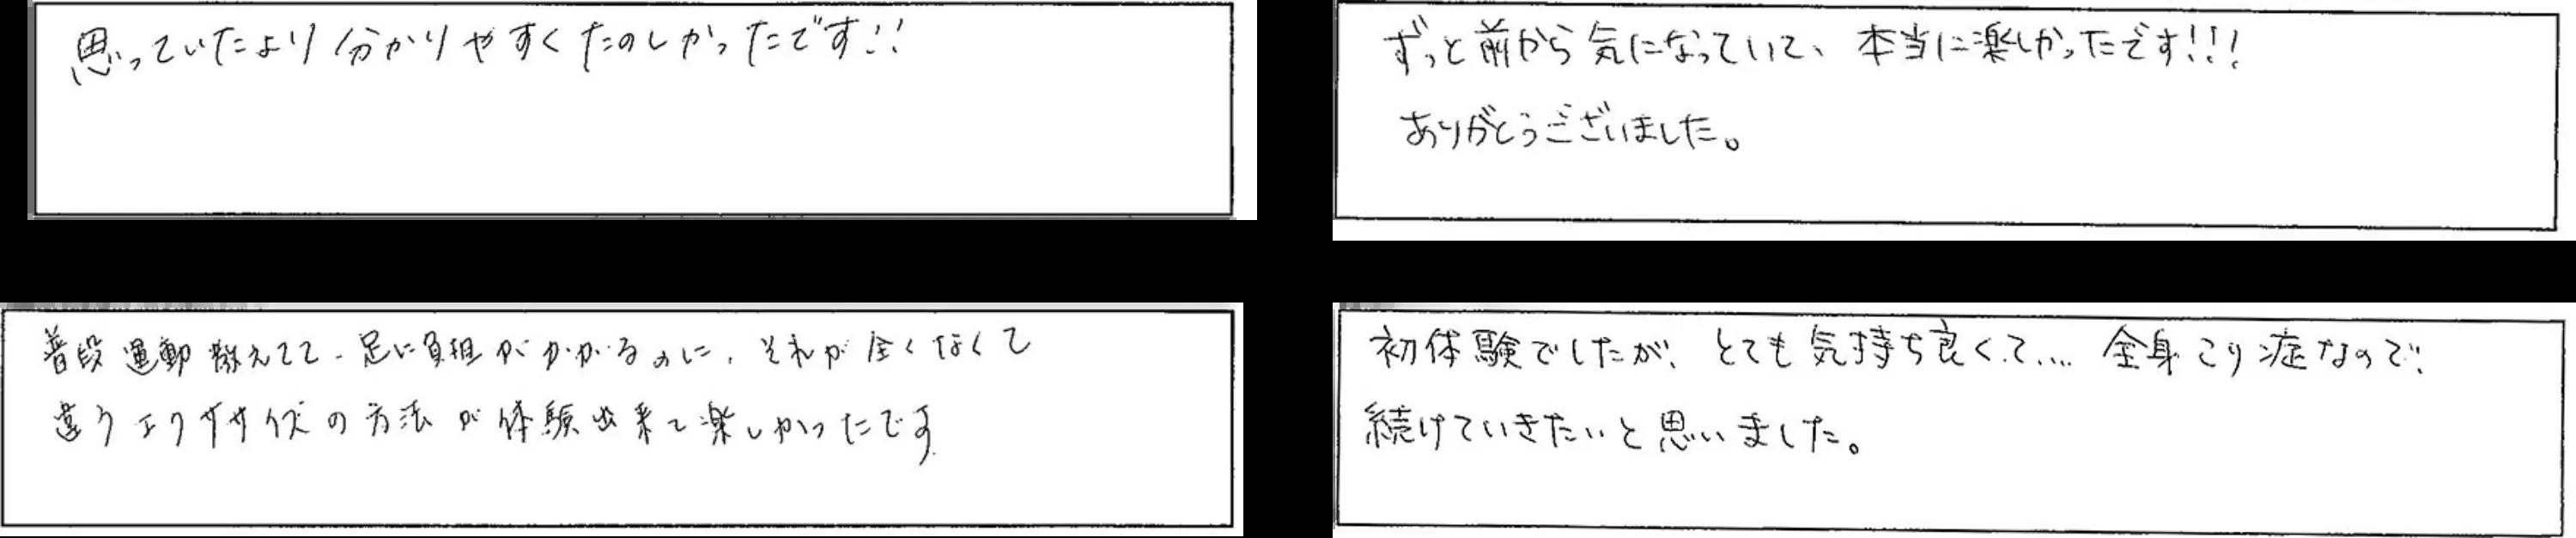 思っていたより分かりやすくたのしかったです!!
ずっと前から気になっていて、本当に楽しかったです!!!
ありがとうございました。
普段運動教えてて、足に負担がかかるのに、それが全くなくて
違うエクササイズの方法が体験出来て楽しかったです
初体験でしたが、とても気持ち良くて… 全身こり症なので、
続けていきたいと思いました。